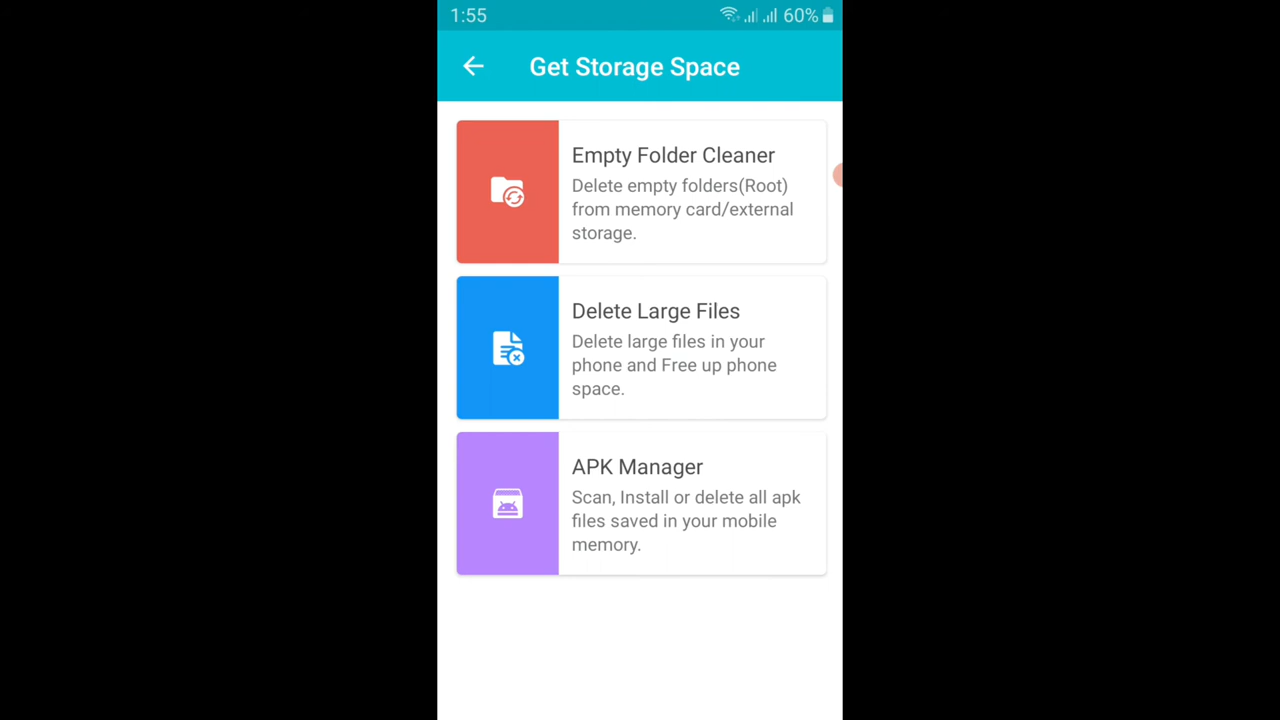 1:55 60%
Get Storage Space
Empty Folder Cleaner
Delete empty folders(Root)
from memory card/external
storage.
Delete Large Files
Delete large files in your
phone and Free up phone
space.
APK Manager
Scan, Install or delete all apk
files saved in your mobile
memory.